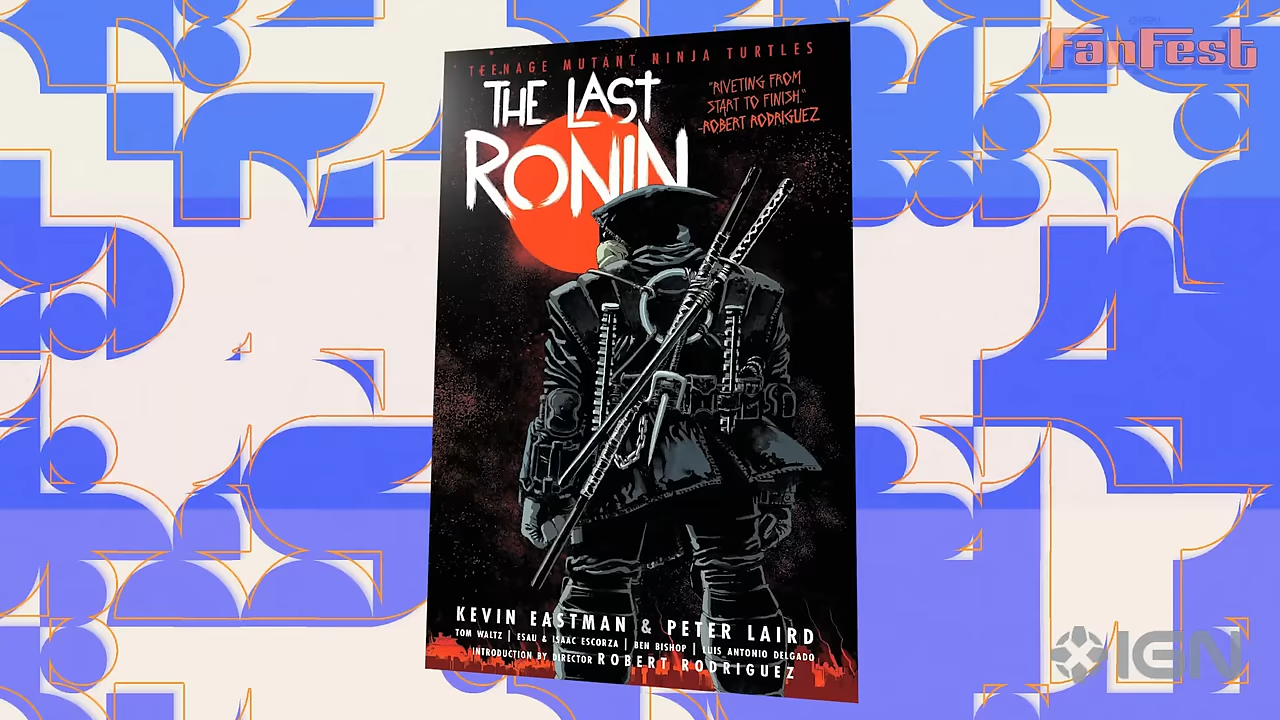 IGN
FanFest
TEENAGE MUTANT NINJA TURTLES
THE LAST
RONIN
"RIVETING FROM
START TO FINISH."
-ROBERT RODRIGUEZ
KEVIN EASTMAN & PETER LAIRD
TOM WALTZ | ESAU & ISAAC ESCORZA | BEN BISHOP | LUIS ANTONIO DELGADO
INTRODUCTION BY DIRECTOR ROBERT RODRIGUEZ
IGN